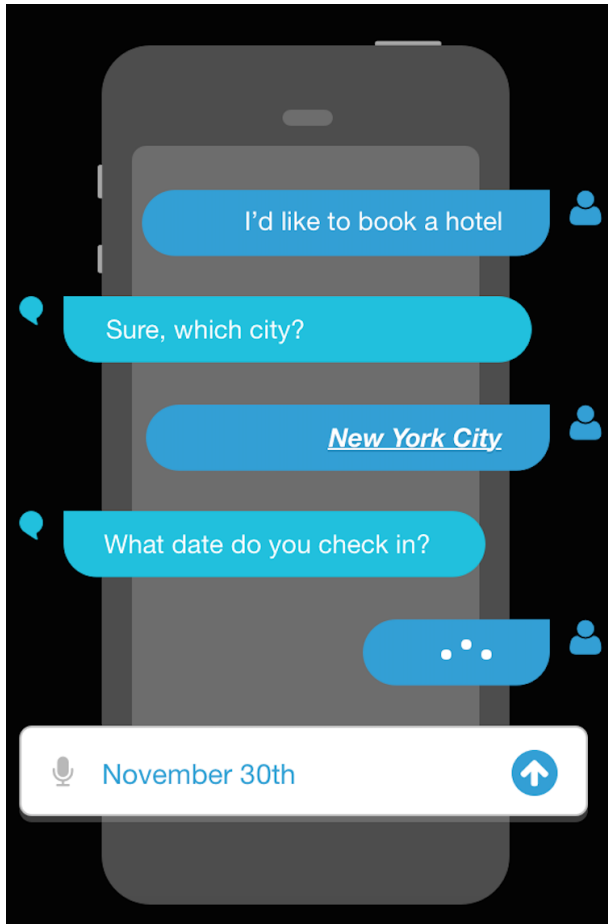 I’d like to book a hotel
Sure, which city?
New York City
What date do you check in?
November 30th